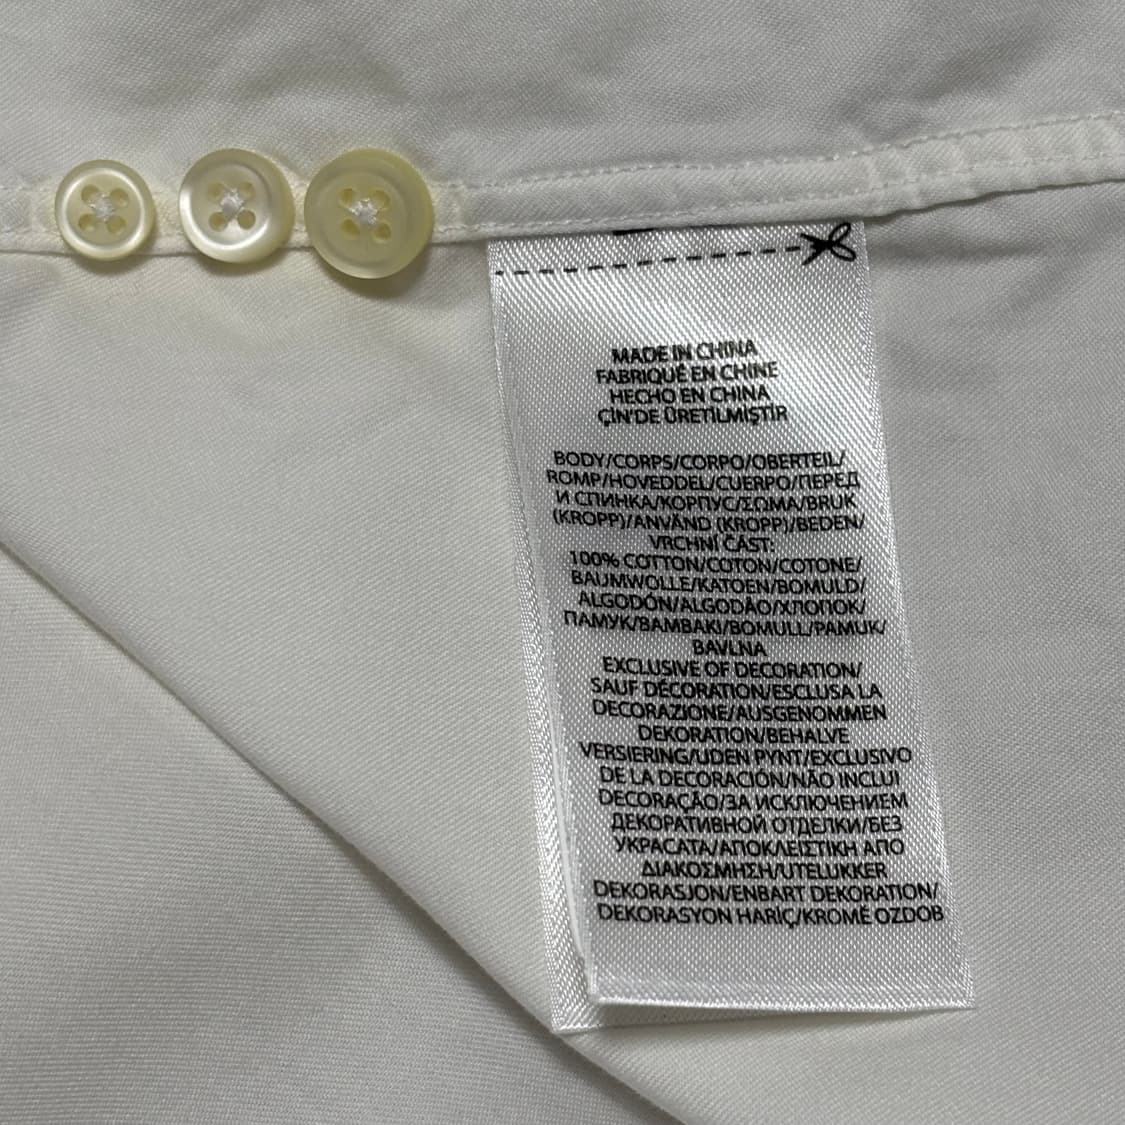 MADE IN CHINA
FABRIQUÉ EN CHINE
HECHO EN CHINA
ÇİN'DE ÜRETİLMİŞTİR
BODY/CORPS/CORPO/OBERTEIL/
ROMP/HOVEDDEL/CUERPO/ПЕРЕД
И СПИНКА/КОРПУС/ΣΩΜΑ/BRUK
(KROPP)/ANVÄND (KROPP)/BEDEN/
VRCHNÍ ČÁST:
100% COTTON/COTON/COTONE/
BAUMWOLLE/KATOEN/BOMULD/
ALGODÓN/ALGODÃO/ХЛОПОК/
ПАМУК/ΒΑΜΒΑΚΙ/BOMULL/PAMUK/
BAVLNA
EXCLUSIVE OF DECORATION/
SAUF DÉCORATION/ESCLUSA LA
DECORAZIONE/AUSGENOMMEN
DEKORATION/BEHALVE
VERSIERING/UDEN PYNT/EXCLUSIVO
DE LA DECORACIÓN/NÃO INCLUI
DECORAÇÃO/ЗА ИСКЛЮЧЕНИЕМ
ДЕКОРАТИВНОЙ ОТДЕЛКИ/БЕЗ
УКРАСАТА/ΑΠΟΚΛΕΙΣΤΙΚΗ ΑΠΟ
ΔΙΑΚΟΣΜΗΣΗ/UTELUKKER
DEKORASJON/ENBART DEKORATION/
DEKORASYON HARİÇ/KROMĚ OZDOB